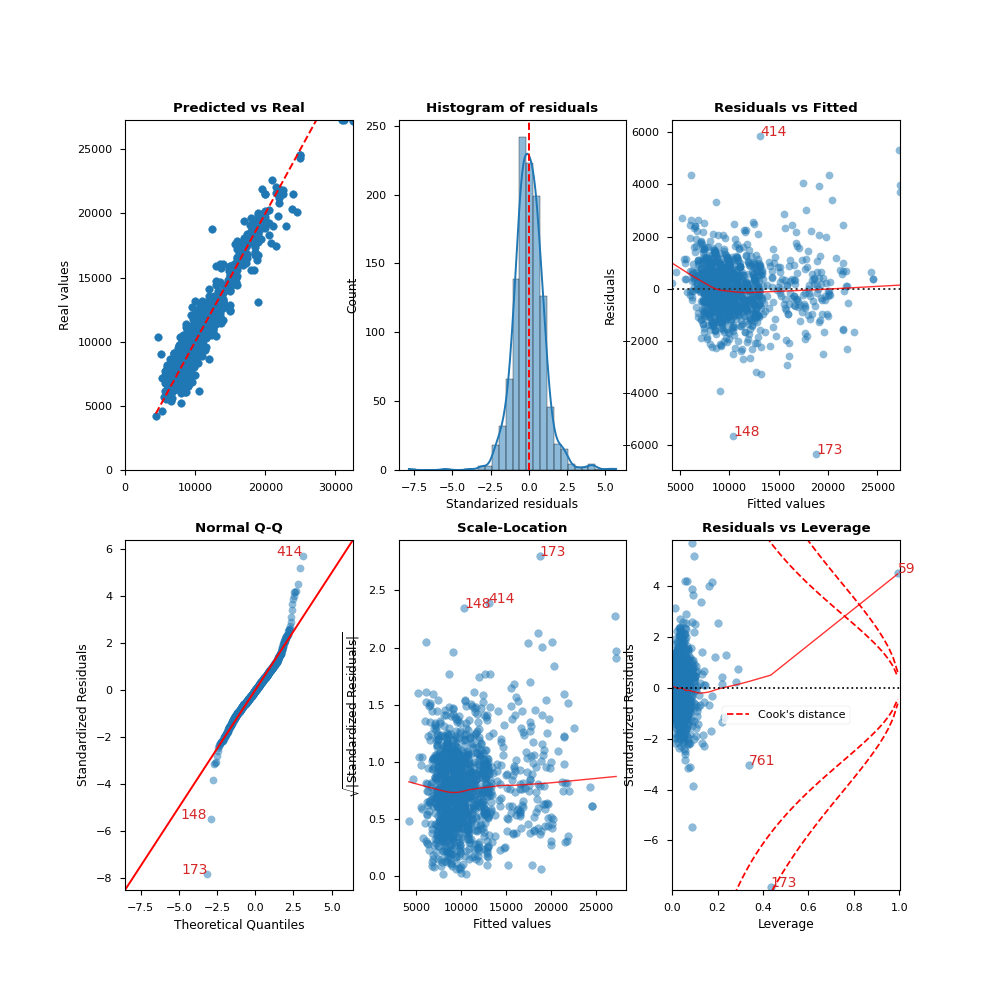 Predicted vs Real
Real values
25000
20000
15000
10000
5000
0
0 10000 20000 30000
Histogram of residuals
Count
250
200
150
100
50
0
−7.5 −5.0 −2.5 0.0 2.5 5.0
Standarized residuals
Residuals vs Fitted
Residuals
6000
4000
2000
0
−2000
−4000
−6000
414
148
173
5000 10000 15000 20000 25000
Fitted values
Normal Q-Q
Standardized Residuals
6
4
2
0
−2
−4
−6
−8
414
148
173
−7.5 −5.0 −2.5 0.0 2.5 5.0
Theoretical Quantiles
Scale-Location
√|Standardized Residuals|
2.5
2.0
1.5
1.0
0.5
0.0
173
148
414
5000 10000 15000 20000 25000
Fitted values
Residuals vs Leverage
Standardized Residuals
4
2
0
−2
−4
−6
59
Cook's distance
761
173
0.0 0.2 0.4 0.6 0.8 1.0
Leverage